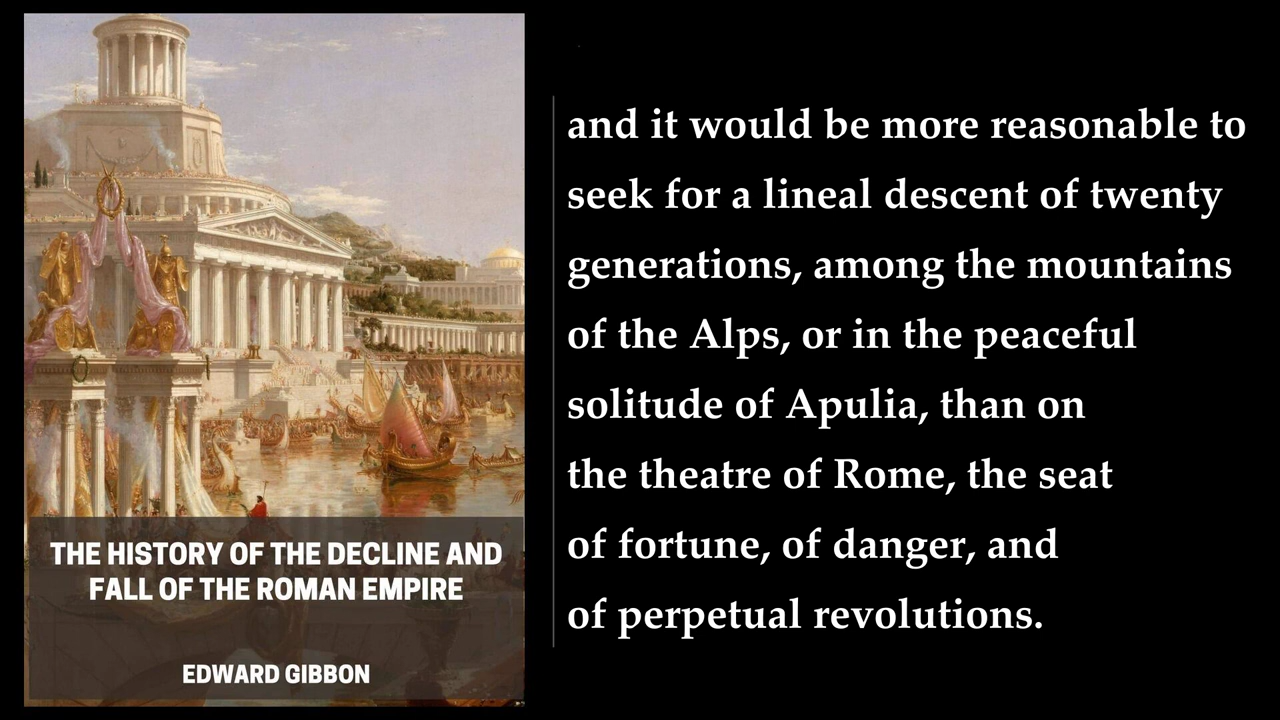 THE HISTORY OF THE DECLINE AND
FALL OF THE ROMAN EMPIRE
EDWARD GIBBON
and it would be more reasonable to
seek for a lineal descent of twenty
generations, among the mountains
of the Alps, or in the peaceful
solitude of Apulia, than on
the theatre of Rome, the seat
of fortune, of danger, and
of perpetual revolutions.